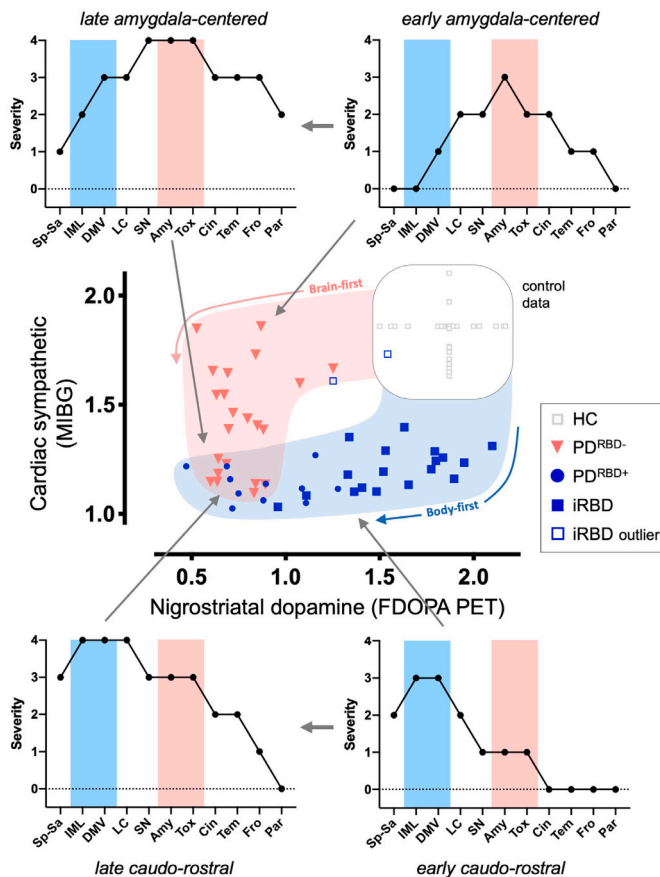 late amygdala-centered
early amygdala-centered
4
3
2
1
0
Severity
Sp-Sa
IML
DMV
LC
SN
Amy
Tox
Cin
Tem
Fro
Par
4
3
2
1
0
Severity
Sp-Sa
IML
DMV
LC
SN
Amy
Tox
Cin
Tem
Fro
Par
Cardiac sympathetic
(MIBG)
2.0
1.5
1.0
Brain-first
control
data
Body-first
0.5
1.0
1.5
2.0
Nigrostriatal dopamine (FDOPA PET)
HC
PDRBD-
PDRBD+
iRBD
iRBD outlier
4
3
2
1
0
Severity
Sp-Sa
IML
DMV
LC
SN
Amy
Tox
Cin
Tem
Fro
Par
late caudo-rostral
4
3
2
1
0
Severity
Sp-Sa
IML
DMV
LC
SN
Amy
Tox
Cin
Tem
Fro
Par
early caudo-rostral